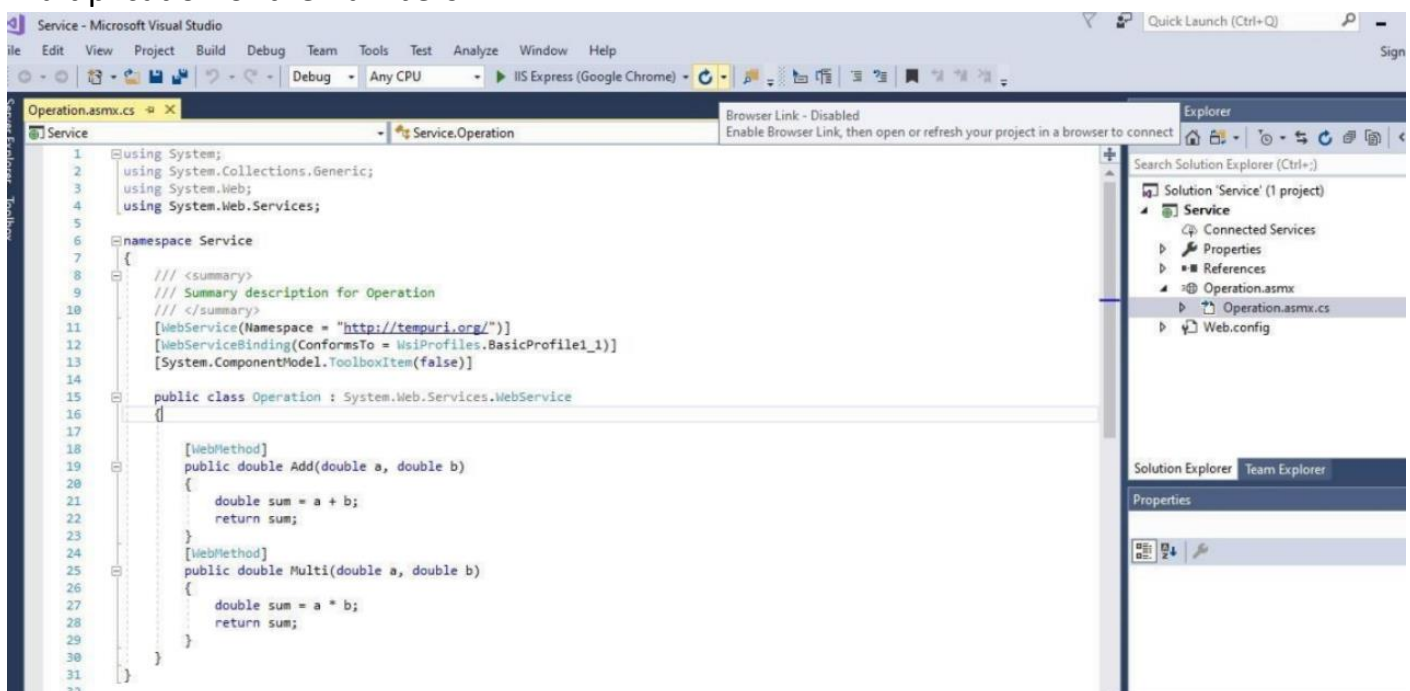 Service - Microsoft Visual Studio
Quick Launch (Ctrl+Q)
ile Edit View Project Build Debug Team Tools Test Analyze Window Help
Sign
Debug Any CPU IIS Express (Google Chrome)
Operation.asmx.cs
Service
Service.Operation
Browser Link - Disabled
Enable Browser Link, then open or refresh your project in a browser to connect
Server Explorer
Toolbox
1 using System;
2 using System.Collections.Generic;
3 using System.Web;
4 using System.Web.Services;
5
6 namespace Service
7 {
8 /// <summary>
9 /// Summary description for Operation
10 /// </summary>
11 [WebService(Namespace = "http://tempuri.org/")]
12 [WebServiceBinding(ConformsTo = WsiProfiles.BasicProfile1_1)]
13 [System.ComponentModel.ToolboxItem(false)]
14
15 public class Operation : System.Web.Services.WebService
16 {
17
18 [WebMethod]
19 public double Add(double a, double b)
20 {
21 double sum = a + b;
22 return sum;
23 }
24 [WebMethod]
25 public double Multi(double a, double b)
26 {
27 double sum = a * b;
28 return sum;
29 }
30 }
31 }
Explorer
Search Solution Explorer (Ctrl+;)
Solution 'Service' (1 project)
Service
Connected Services
Properties
References
Operation.asmx
Operation.asmx.cs
Web.config
Solution Explorer Team Explorer
Properties